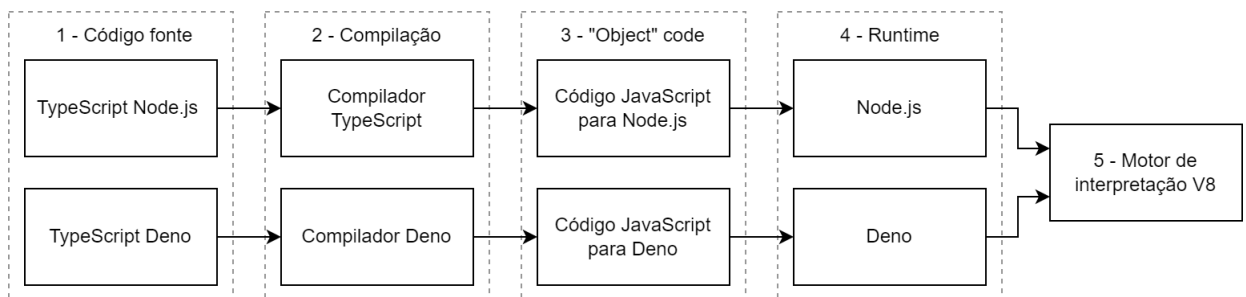 1 - Código fonte
2 - Compilação
3 - "Object" code
4 - Runtime
TypeScript Node.js
Compilador
TypeScript
Código JavaScript
para Node.js
Node.js
5 - Motor de
interpretação V8
TypeScript Deno
Compilador Deno
Código JavaScript
para Deno
Deno